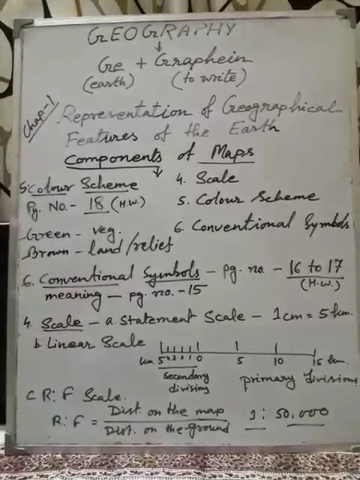 GEOGRAPHY
↓
Ge + Graphein
(earth) (to write)
Chap-1
Representation of Geographical
Features of the Earth
Components of Maps
↓
5. Colour Scheme
Pg. No. - 18 (H.W.)
Green - veg.
Brown - land/relief
4. Scale
5. Colour Scheme
6. Conventional Symbols
6. Conventional Symbols - pg. no. - 16 to 17
meaning - pg. no. - 15 (H.W.)
4. Scale - a. Statement Scale - 1cm = 5 km.
b. Linear Scale
km 5 0 5 10 15 km
secondary divisions primary divisions
c. R.F Scale.
R.F = Dist. on the map
Dist. on the ground
1 : 50,000